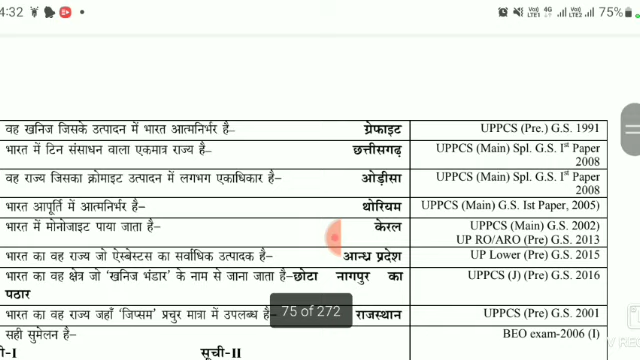 4:32 Vo) LTE1 4G Vo) LTE2 75%
वह खनिज जिसके उत्पादन में भारत आत्मनिर्भर है– ग्रेफाइट UPPCS (Pre.) G.S. 1991
भारत में टिन संसाधन वाला एकमात्र राज्य है– छत्तीसगढ़ UPPCS (Main) Spl. G.S. Ist Paper
2008
वह राज्य जिसका क्रोमाइट उत्पादन में लगभग एकाधिकार है– ओड़ीसा UPPCS (Main) Spl. G.S. Ist Paper
2008
भारत आपूर्ति में आत्मनिर्भर है– थोरियम UPPCS (Main) G.S. Ist Paper, 2005)
भारत में मोनोजाइट पाया जाता है– केरल UPPCS (Main) G.S. 2002)
UP RO/ARO (Pre) G.S. 2013
भारत का वह राज्य जो ऐस्बेस्टस का सर्वाधिक उत्पादक है– आन्ध्र प्रदेश UP Lower (Pre) G.S. 2015
भारत का वह क्षेत्र जो 'खनिज भंडार' के नाम से जाना जाता है–छोटा नागपुर का UPPCS (J) (Pre) G.S. 2016
पठार
75 of 272
भारत का वह राज्य जहाँ 'जिप्सम' प्रचुर मात्रा में उपलब्ध है– राजस्थान UPPCS (Pre) G.S. 2001
सही सुमेलन है– BEO exam-2006 (I)
ी-I सूची-II